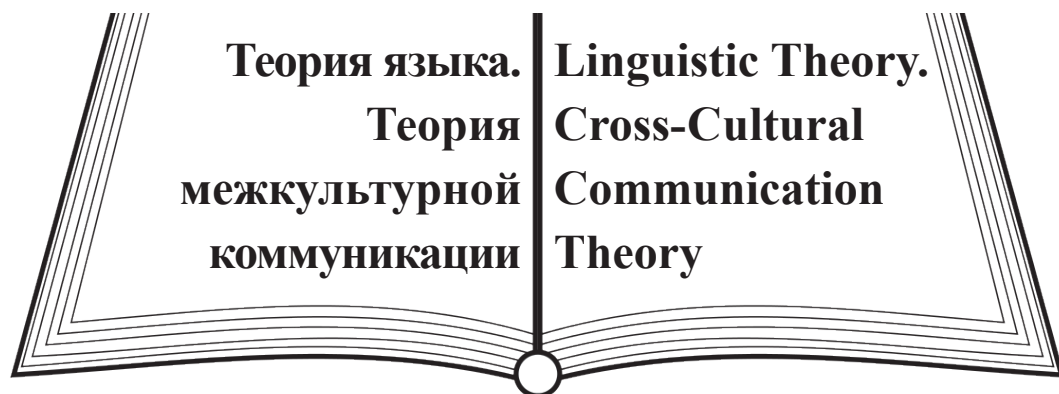 Теория языка.
Теория
межкультурной
коммуникации
Linguistic Theory.
Cross-Cultural
Communication
Theory